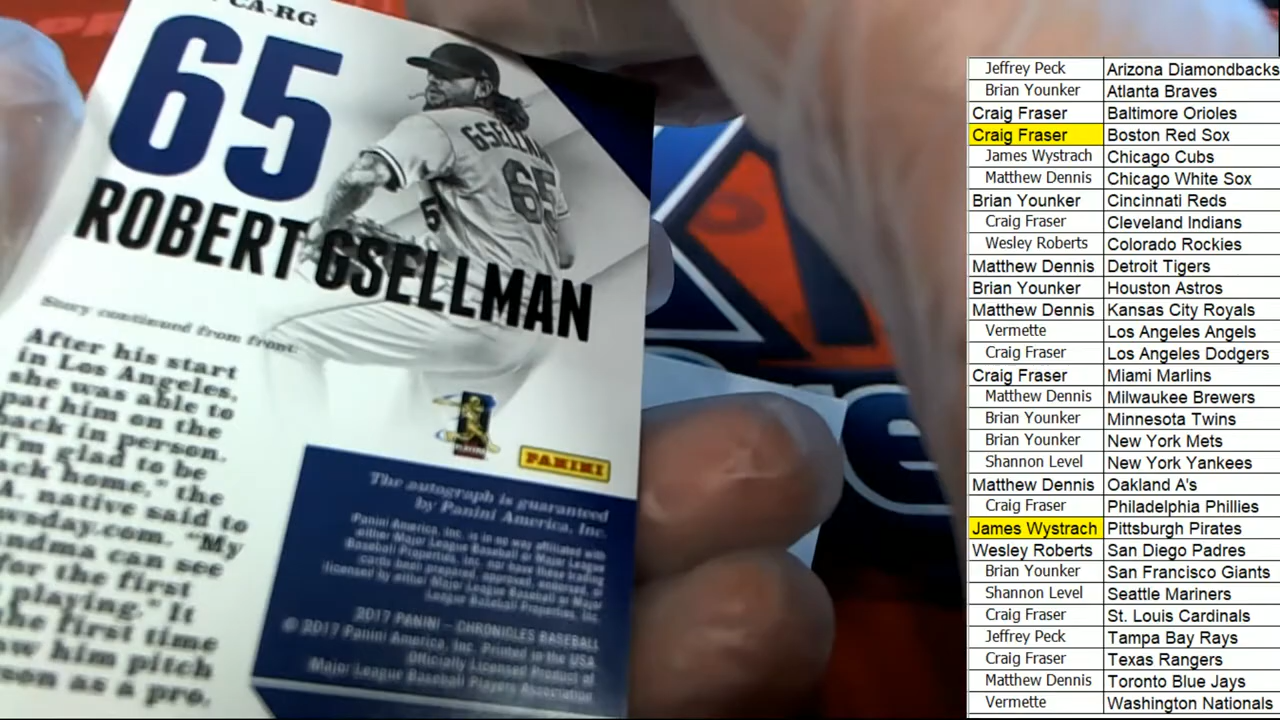 CA-RG
65
ROBERT GSELLMAN
GSELLMAN
65
5
Story continued from front:
After his start
in Los Angeles,
she was able to
pat him on the
back in person.
"I'm glad to be
back home," the
A. native said to
wsday.com. "My
ndma can see
for the first
playing." It
the first time
aw him pitch
son as a pro.
PLAYERS
PANINI
The autograph is guaranteed
by Panini America, Inc.
Panini America, Inc. is in no way affiliated with
either Major League Baseball or Major League
Baseball Properties, Inc. nor have these trading
cards been prepared, approved, endorsed, or
licensed by either Major League Baseball or Major
League Baseball Properties, Inc.
2017 PANINI – CHRONICLES BASEBALL
© 2017 Panini America, Inc. Printed in the USA
Officially Licensed Product of
Major League Baseball Players Association.
Jeffrey Peck Arizona Diamondbacks
Brian Younker Atlanta Braves
Craig Fraser Baltimore Orioles
Craig Fraser Boston Red Sox
James Wystrach Chicago Cubs
Matthew Dennis Chicago White Sox
Brian Younker Cincinnati Reds
Craig Fraser Cleveland Indians
Wesley Roberts Colorado Rockies
Matthew Dennis Detroit Tigers
Brian Younker Houston Astros
Matthew Dennis Kansas City Royals
Vermette Los Angeles Angels
Craig Fraser Los Angeles Dodgers
Craig Fraser Miami Marlins
Matthew Dennis Milwaukee Brewers
Brian Younker Minnesota Twins
Brian Younker New York Mets
Shannon Level New York Yankees
Matthew Dennis Oakland A's
Craig Fraser Philadelphia Phillies
James Wystrach Pittsburgh Pirates
Wesley Roberts San Diego Padres
Brian Younker San Francisco Giants
Shannon Level Seattle Mariners
Craig Fraser St. Louis Cardinals
Jeffrey Peck Tampa Bay Rays
Craig Fraser Texas Rangers
Matthew Dennis Toronto Blue Jays
Vermette Washington Nationals